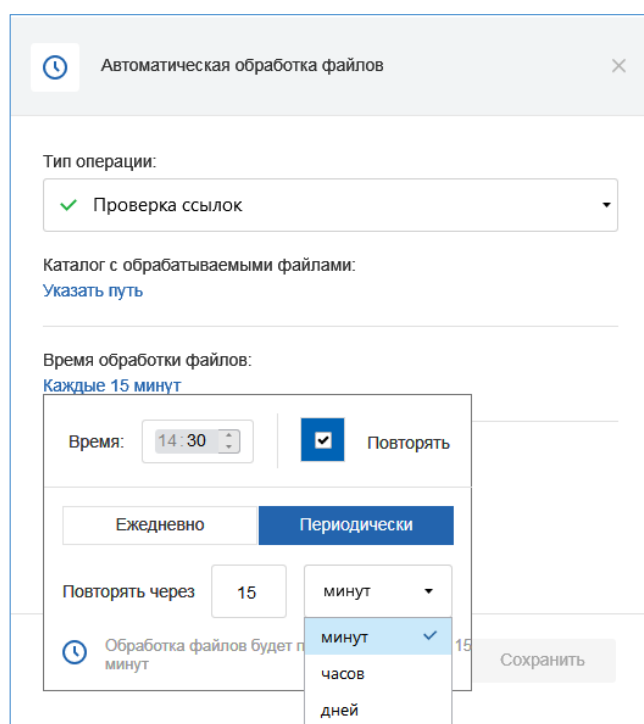 Автоматическая обработка файлов
Тип операции:
Проверка ссылок
Каталог с обрабатываемыми файлами:
Указать путь
Время обработки файлов:
Каждые 15 минут
Время: 14:30 Повторять
Ежедневно Периодически
Повторять через 15 минут
минут
Обработка файлов будет 15
минут
Сохранить
часов
дней